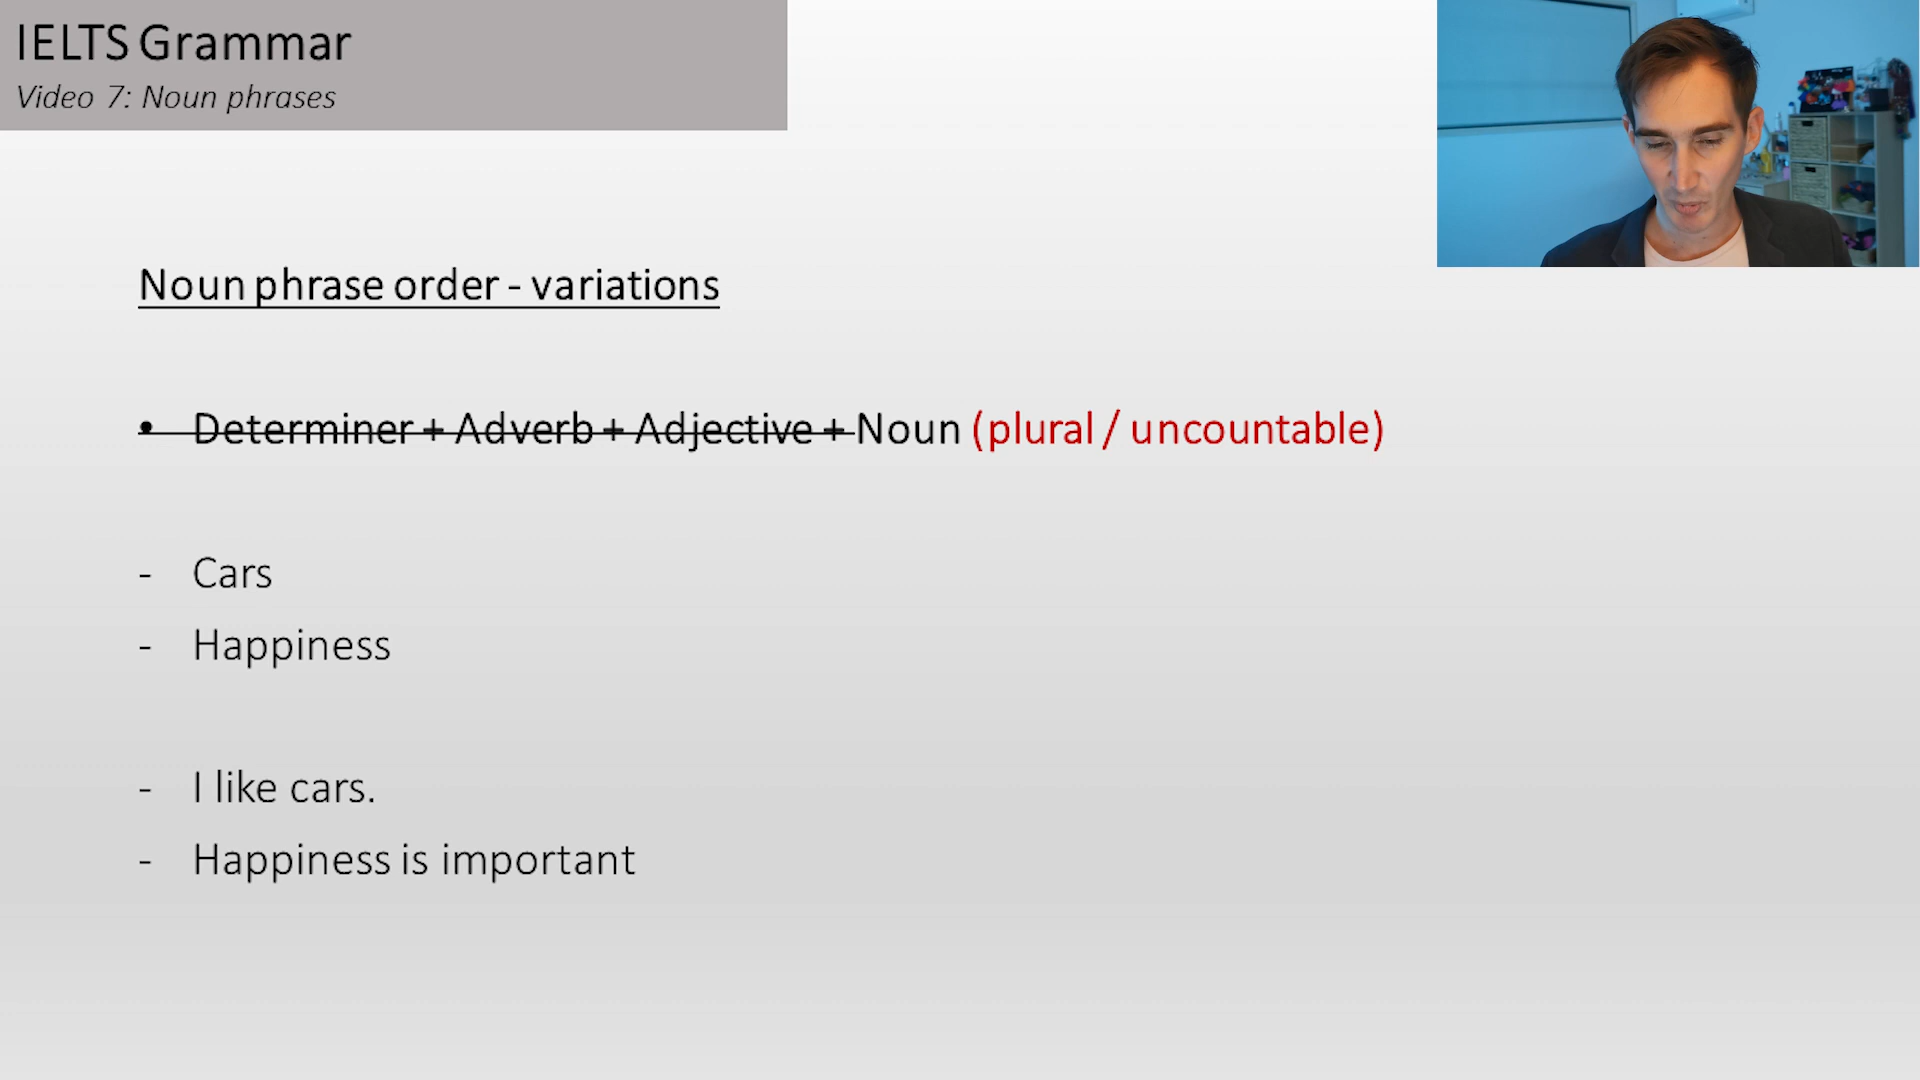 IELTS Grammar
Video 7: Noun phrases
Noun phrase order - variations
• Determiner + Adverb + Adjective + Noun (plural / uncountable)
- Cars
- Happiness
- I like cars.
- Happiness is important